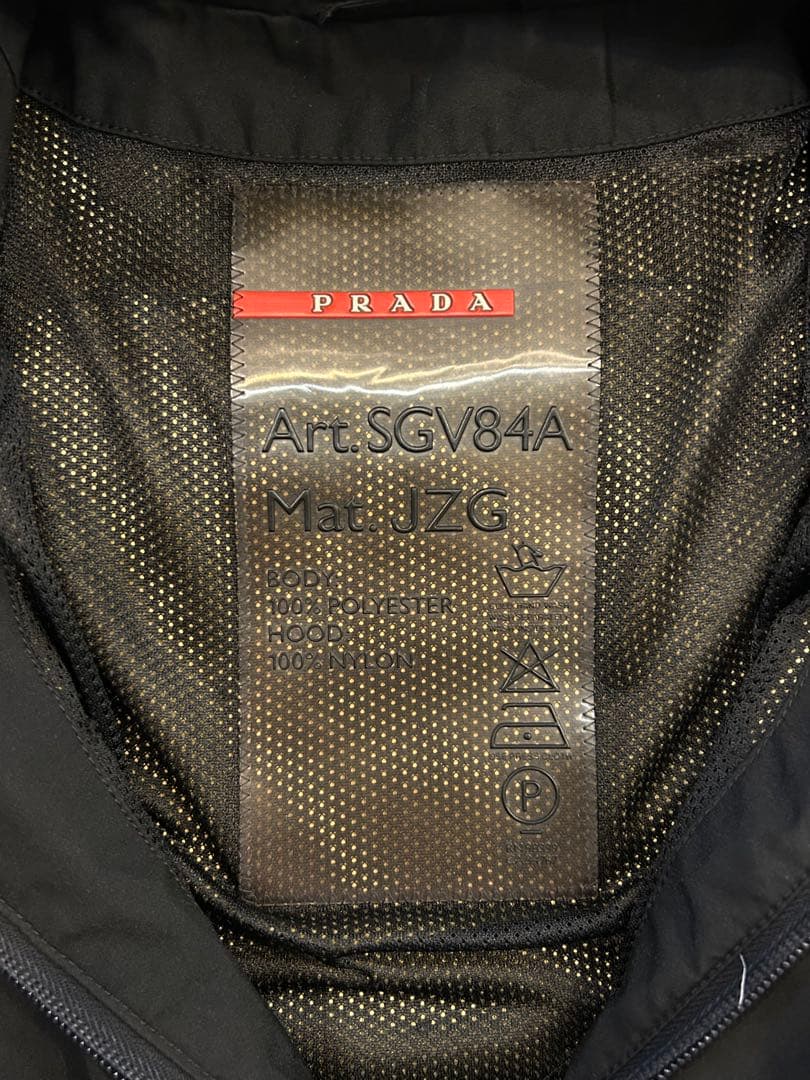 PRADA
Art. SGV84A
Mat. JZG
BODY:
100% POLYESTER
HOOD:
100% NYLON
P